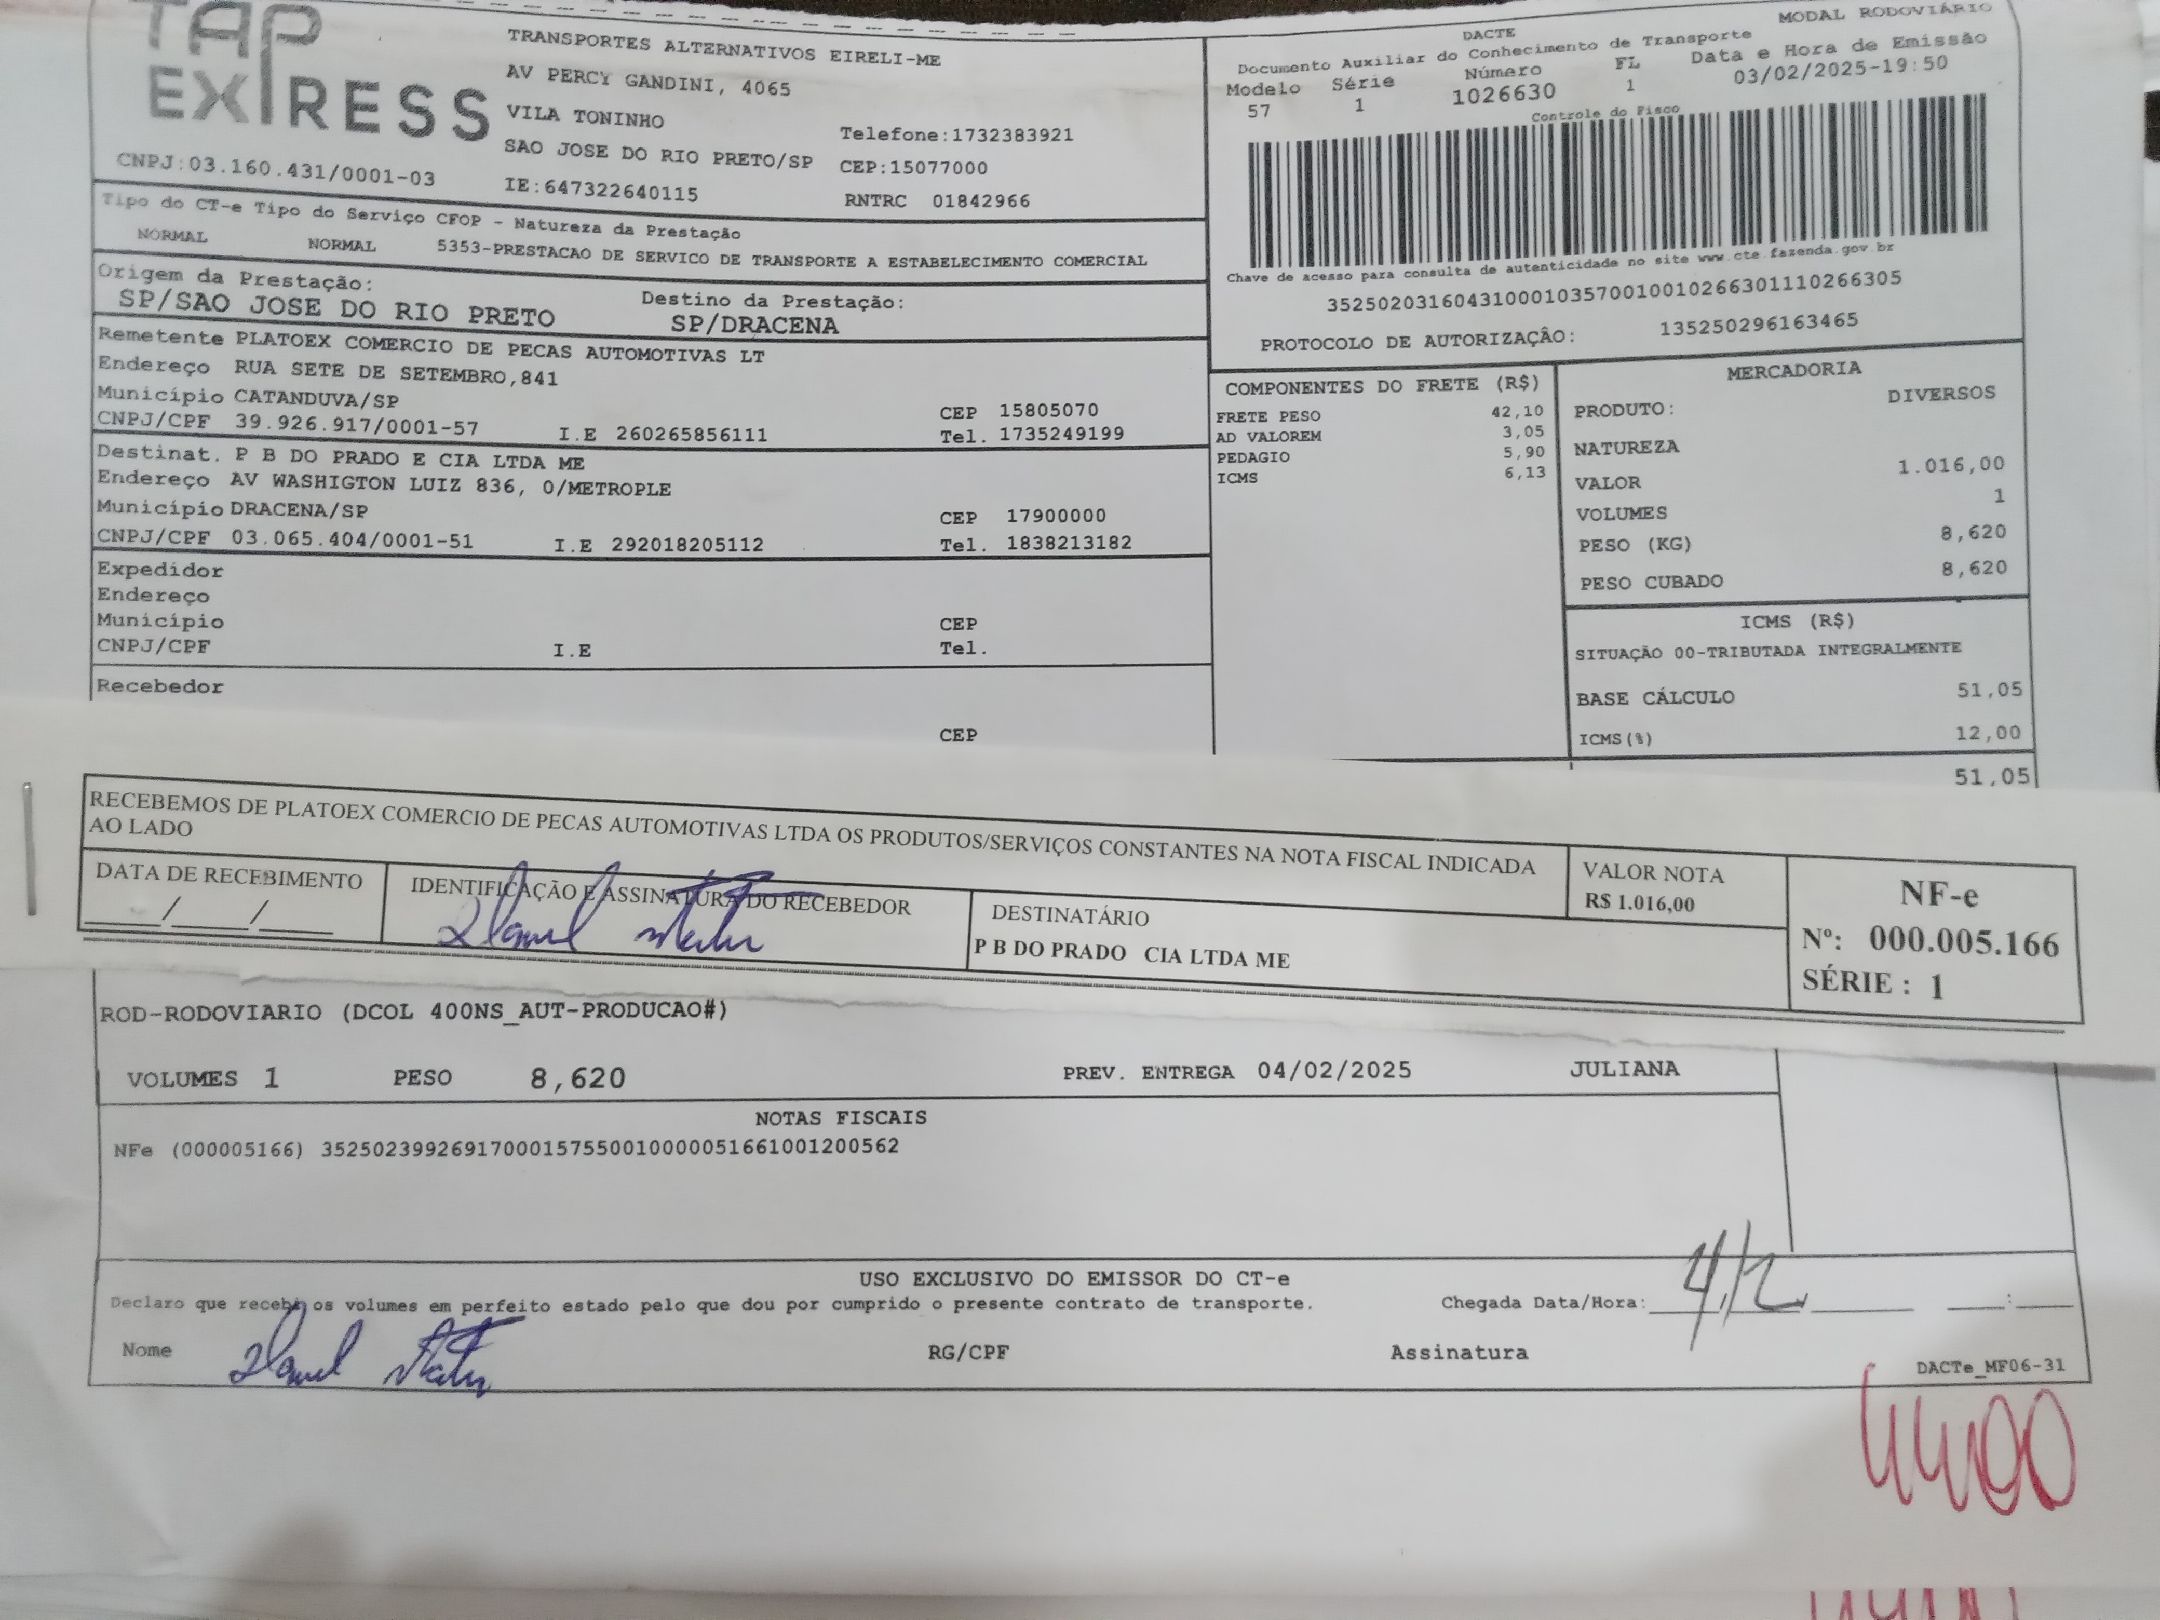 TAP EXPRESS
CNPJ:03.160.431/0001-03
TRANSPORTES ALTERNATIVOS EIRELI-ME
AV PERCY GANDINI, 4065
VILA TONINHO
SAO JOSE DO RIO PRETO/SP
IE:647322640115
Telefone:1732383921
CEP:15077000
RNTRC 01842966
MODAL RODOVIÁRIO
DACTE
Documento Auxiliar do Conhecimento de Transporte
Modelo Série Número FL Data e Hora de Emissão
57 1 1026630 1 03/02/2025-19:50
Controle do Fisco
Chave de acesso para consulta de autenticidade no site www.cte.fazenda.gov.br
35250203160431000103570010010266301110266305
PROTOCOLO DE AUTORIZAÇÂO: 135250296163465
Tipo do CT-e Tipo do Serviço CFOP - Natureza da Prestação
NORMAL NORMAL 5353-PRESTACAO DE SERVICO DE TRANSPORTE A ESTABELECIMENTO COMERCIAL
Origem da Prestação: Destino da Prestação:
SP/SAO JOSE DO RIO PRETO SP/DRACENA
Remetente PLATOEX COMERCIO DE PECAS AUTOMOTIVAS LT
Endereço RUA SETE DE SETEMBRO,841
Município CATANDUVA/SP CEP 15805070
CNPJ/CPF 39.926.917/0001-57 I.E 260265856111 Tel. 1735249199
Destinat. P B DO PRADO E CIA LTDA ME
Endereço AV WASHIGTON LUIZ 836, 0/METROPLE
Município DRACENA/SP CEP 17900000
CNPJ/CPF 03.065.404/0001-51 I.E 292018205112 Tel. 1838213182
Expedidor
Endereço
Município CEP
CNPJ/CPF I.E Tel.
Recebedor
CEP
COMPONENTES DO FRETE (R$)
FRETE PESO 42,10
AD VALOREM 3,05
PEDAGIO 5,90
ICMS 6,13
MERCADORIA
PRODUTO: DIVERSOS
NATUREZA
VALOR 1.016,00
VOLUMES 1
PESO (KG) 8,620
PESO CUBADO 8,620
ICMS (R$)
SITUAÇÃO 00-TRIBUTADA INTEGRALMENTE
BASE CÁLCULO 51,05
ICMS(%) 12,00
51,05
RECEBEMOS DE PLATOEX COMERCIO DE PECAS AUTOMOTIVAS LTDA OS PRODUTOS/SERVIÇOS CONSTANTES NA NOTA FISCAL INDICADA
AO LADO
DATA DE RECEBIMENTO
___/___/___
IDENTIFICAÇÃO E ASSINATURA DO RECEBEDOR
DESTINATÁRIO
P B DO PRADO CIA LTDA ME
VALOR NOTA
R$ 1.016,00
NF-e
Nº: 000.005.166
SÉRIE : 1
ROD-RODOVIARIO (DCOL 400NS_AUT-PRODUCAO#)
VOLUMES 1 PESO 8,620 PREV. ENTREGA 04/02/2025 JULIANA
NOTAS FISCAIS
NFe (000005166) 35250239926917000157550010000051661001200562
USO EXCLUSIVO DO EMISSOR DO CT-e
Declaro que recebi os volumes em perfeito estado pelo que dou por cumprido o presente contrato de transporte. Chegada Data/Hora: 4/2
Nome RG/CPF Assinatura
DACTe_MF06-31